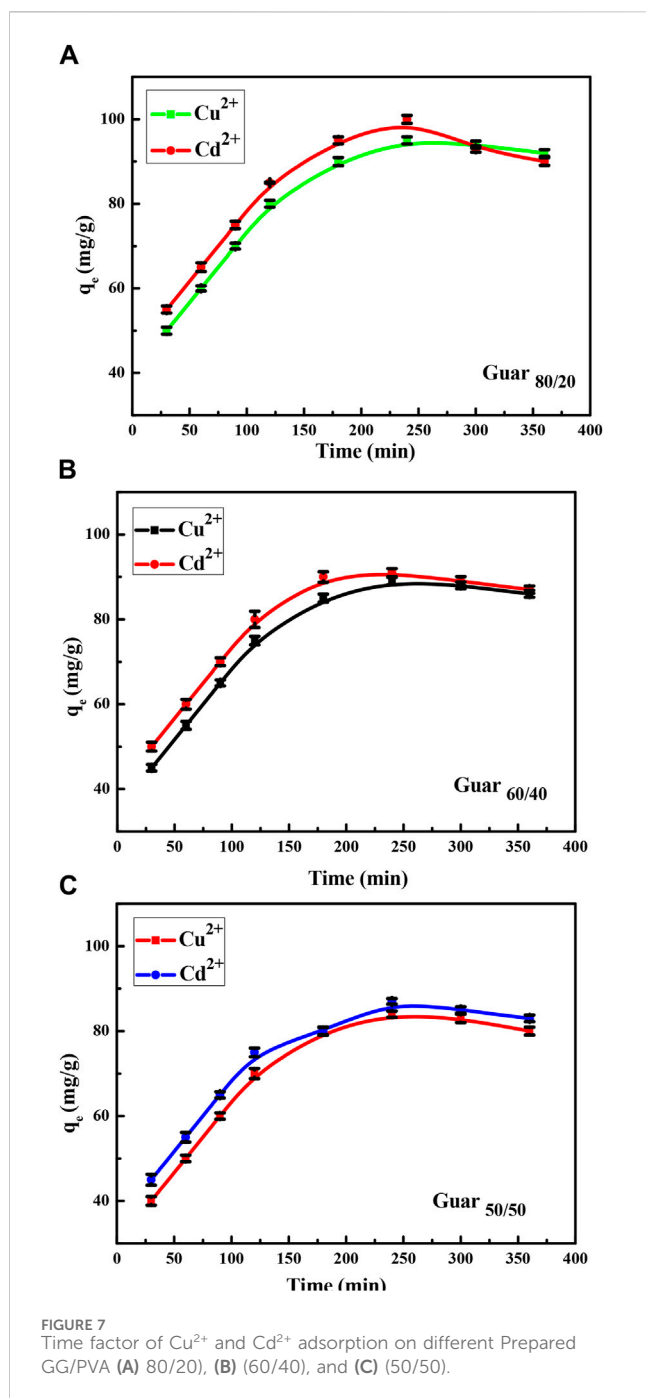 A
Cu²⁺
Cd²⁺
100
80
60
40
qₑ (mg/g)
Guar 80/20
0 50 100 150 200 250 300 350 400
Time (min)
B
Cu²⁺
Cd²⁺
100
80
60
40
qₑ (mg/g)
Guar 60/40
0 50 100 150 200 250 300 350 400
Time (min)
C
Cu²⁺
Cd²⁺
100
80
60
40
qₑ (mg/g)
Guar 50/50
0 50 100 150 200 250 300 350 400
Time (min)
FIGURE 7
Time factor of Cu²⁺ and Cd²⁺ adsorption on different Prepared
GG/PVA (A) 80/20), (B) (60/40), and (C) (50/50).